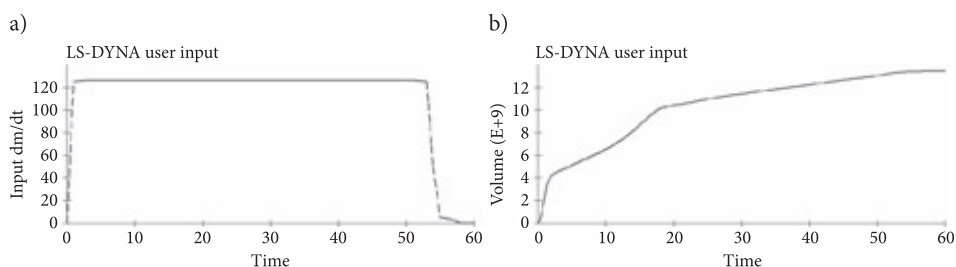 a)
LS-DYNA user input
Input dm/dt
120
100
80
60
40
20
0
0 10 20 30 40 50 60
Time
b)
LS-DYNA user input
Volume (E+9)
12
10
8
6
4
2
0
0 10 20 30 40 50 60
Time